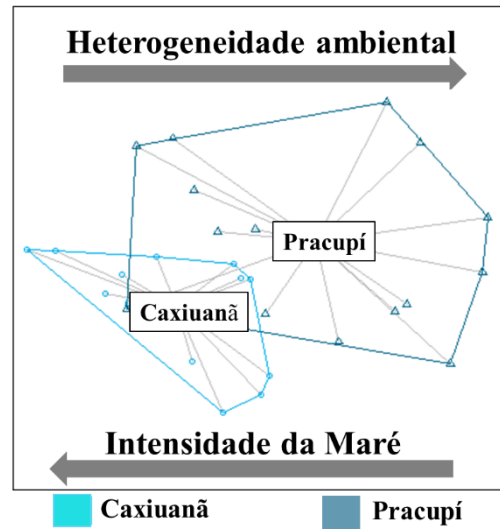 Heterogeneidade ambiental
Pracupí
Caxiuanã
Intensidade da Maré
Caxiuanã
Pracupí